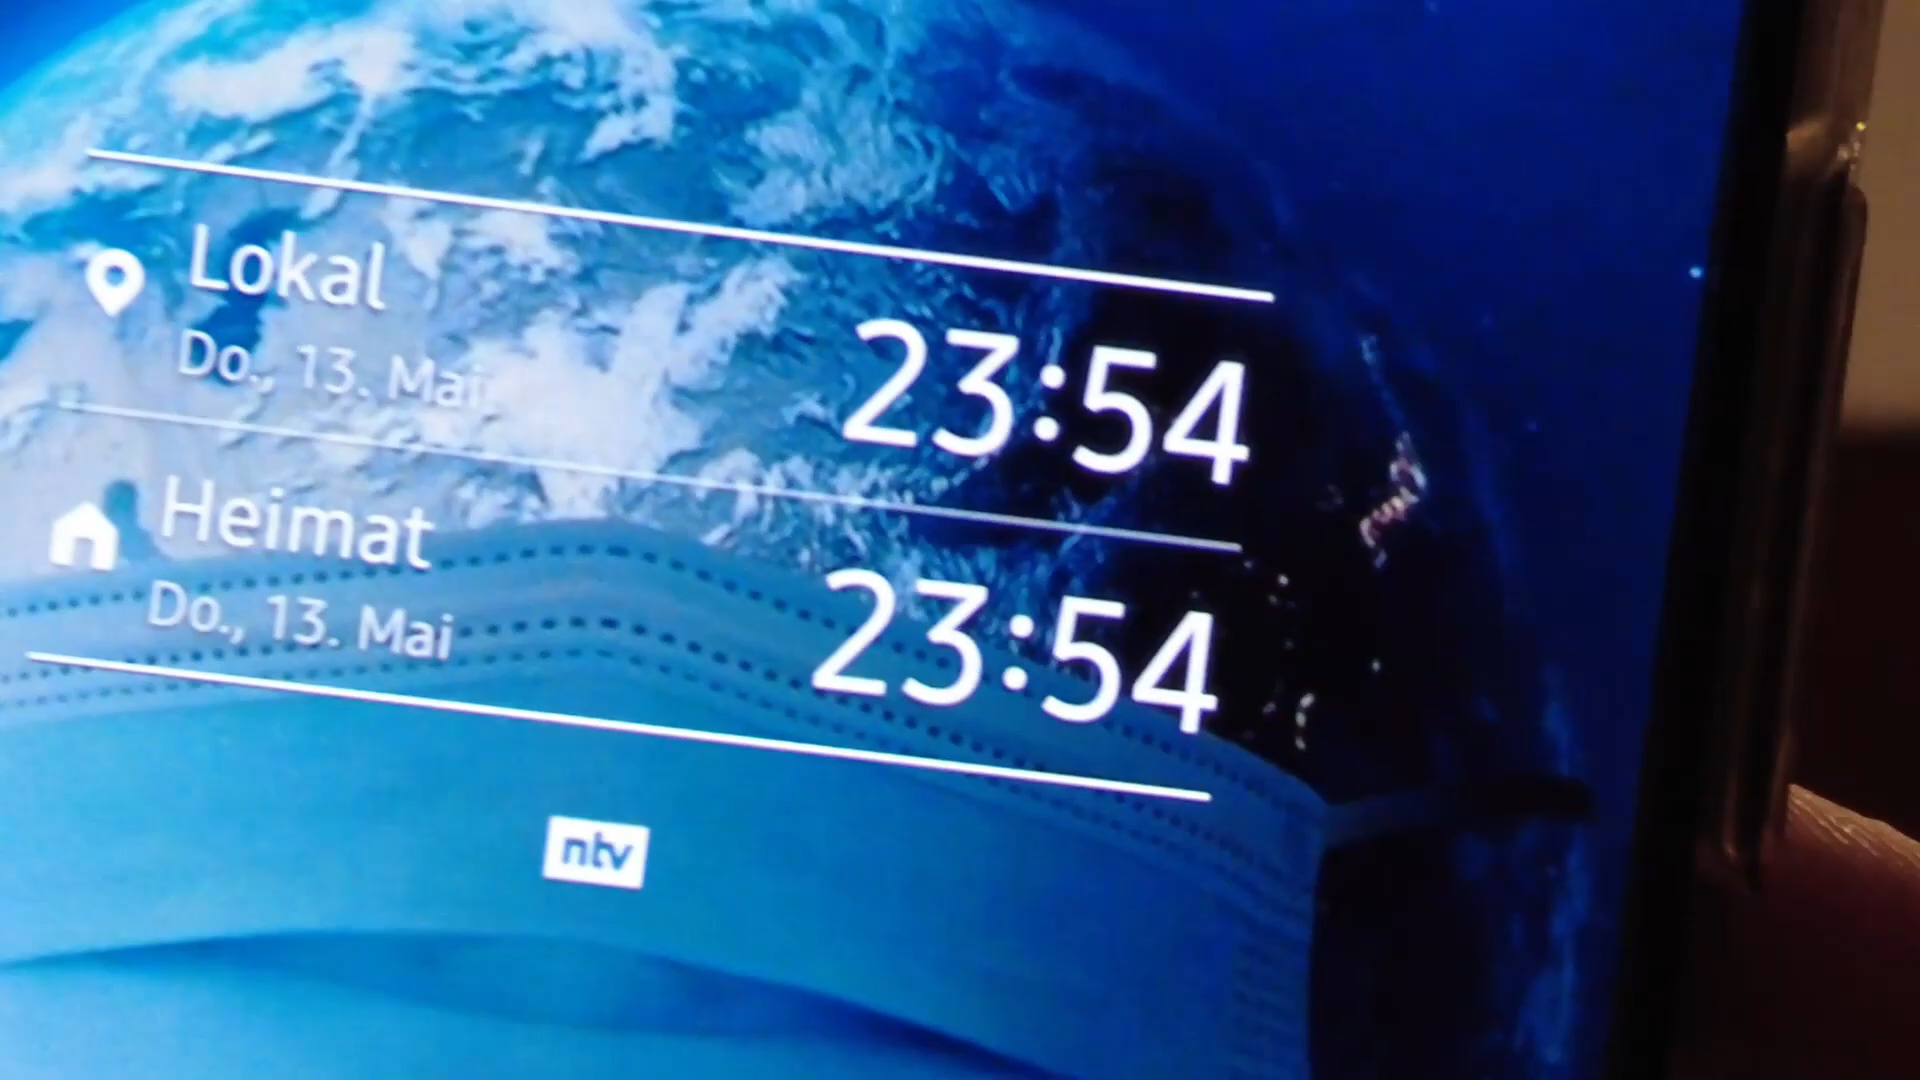 Lokal
Do., 13. Mai
23:54
Heimat
Do., 13. Mai
23:54
ntv